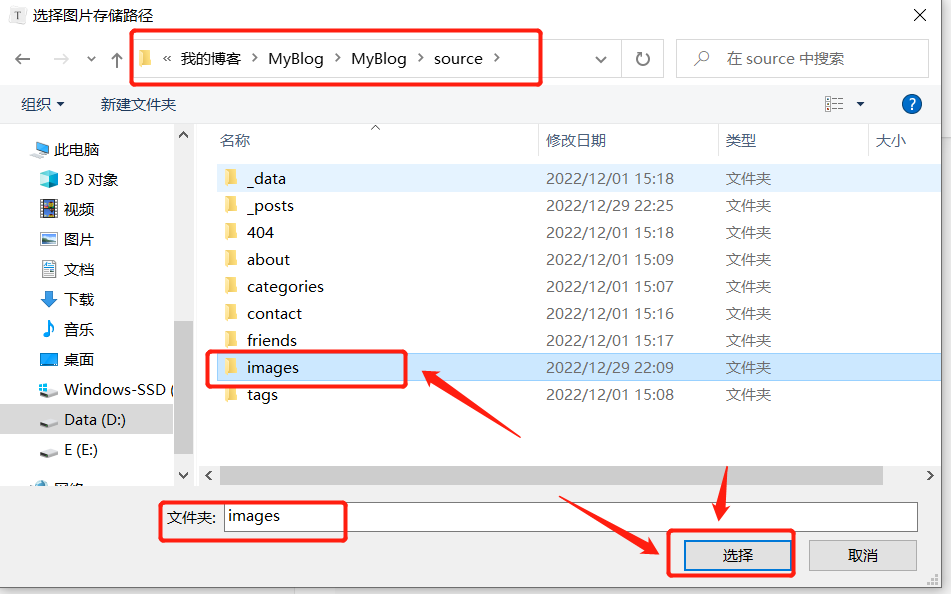 T 选择图片存储路径
« 我的博客 > MyBlog > MyBlog > source >
在 source 中搜索
组织
新建文件夹
?
名称 修改日期 类型 大小
此电脑
3D 对象
视频
图片
文档
下载
音乐
桌面
Windows-SSD (
Data (D:)
E (E:)
网络
_data 2022/12/01 15:18 文件夹
_posts 2022/12/29 22:25 文件夹
404 2022/12/01 15:18 文件夹
about 2022/12/01 15:09 文件夹
categories 2022/12/01 15:07 文件夹
contact 2022/12/01 15:16 文件夹
friends 2022/12/01 15:17 文件夹
images 2022/12/29 22:09 文件夹
tags 2022/12/01 15:08 文件夹
文件夹: images
选择 取消